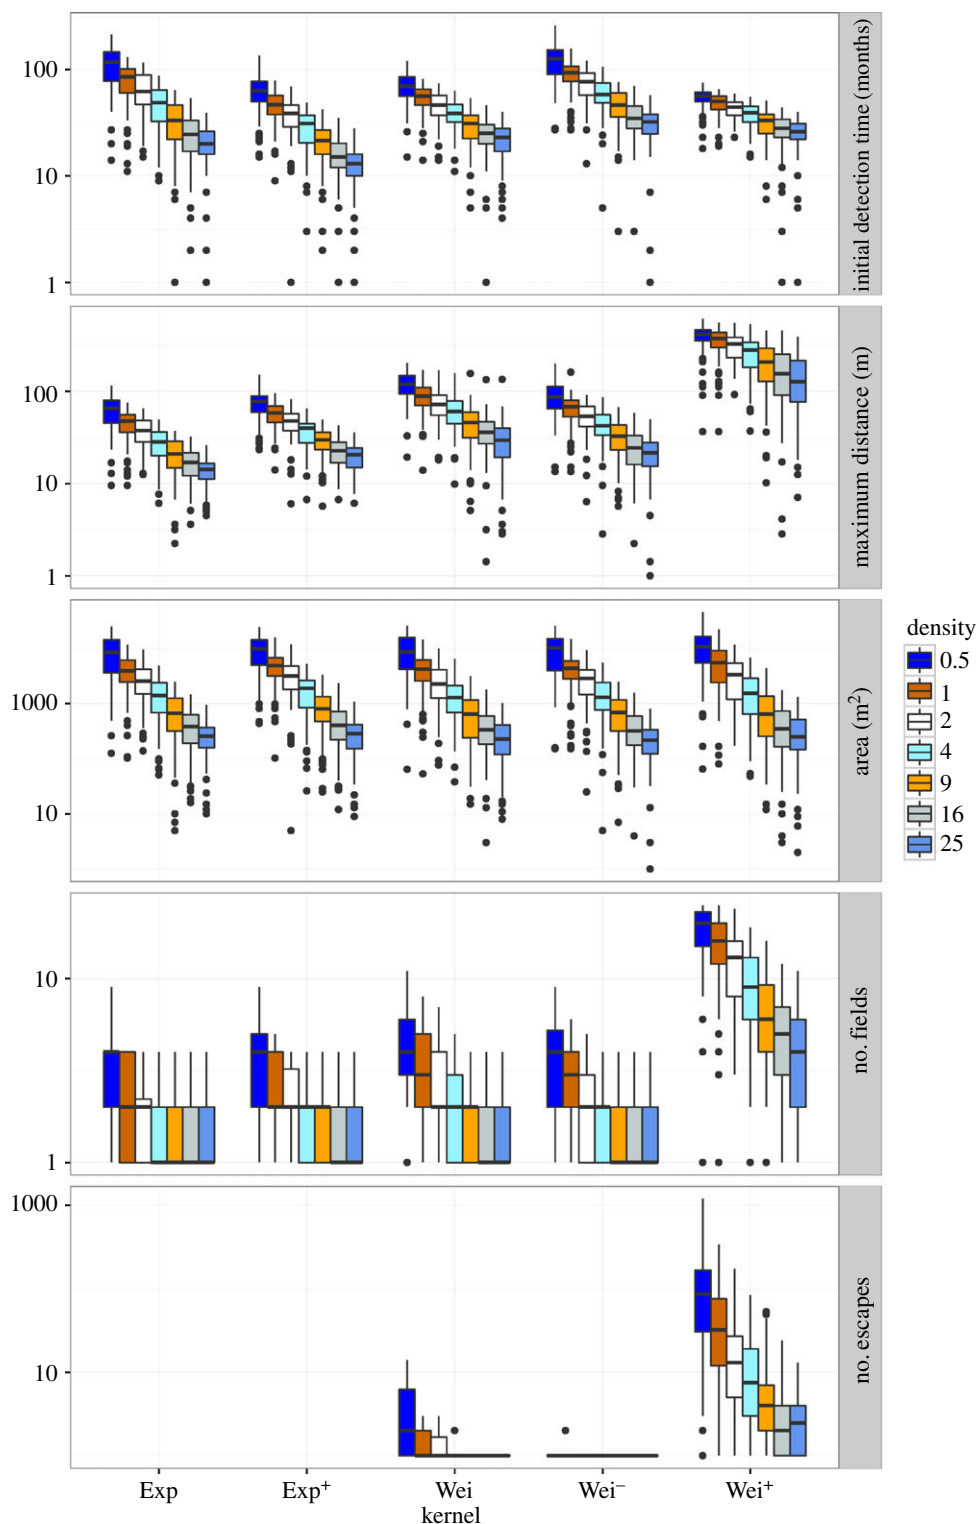 100
10
1
initial detection time (months)
100
10
1
maximum distance (m)
1000
10
area (m²)
10
1
no. fields
1000
10
no. escapes
Exp
Exp⁺
Wei
Wei⁻
Wei⁺
kernel
density
0.5
1
2
4
9
16
25